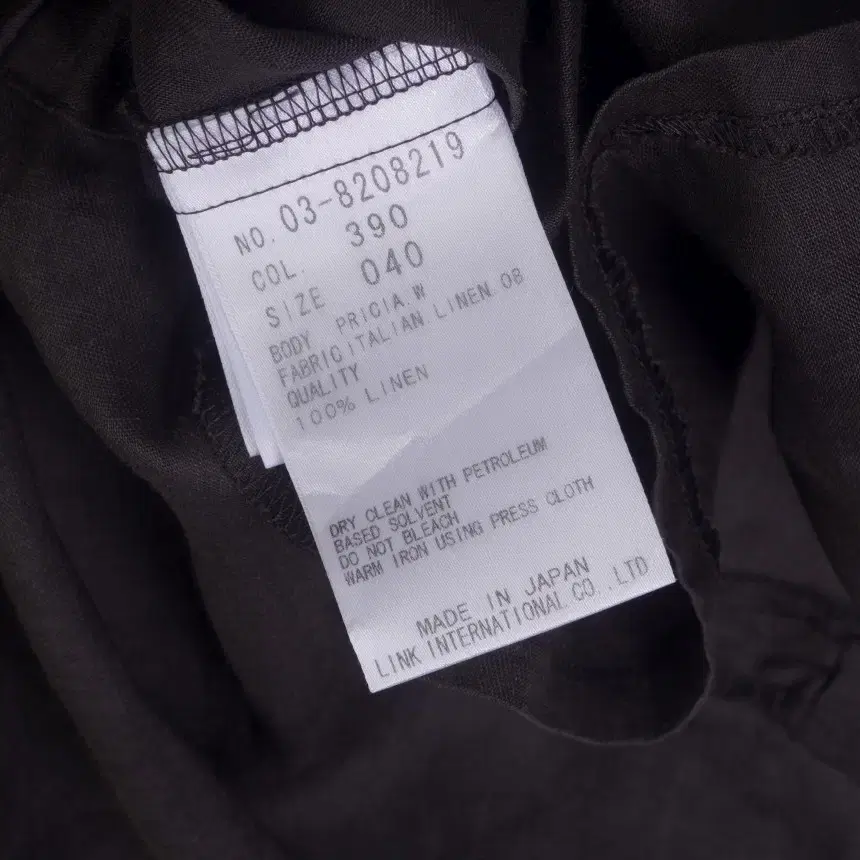 NO. 03-8208219
COL. 390
SIZE 040
BODY PRICIA.W
FABRIC ITALIAN LINEN 08
QUALITY
100% LINEN
DRY CLEAN WITH PETROLEUM
BASED SOLVENT
DO NOT BLEACH
WARM IRON USING PRESS CLOTH
MADE IN JAPAN
LINK INTERNATIONAL CO.,LTD